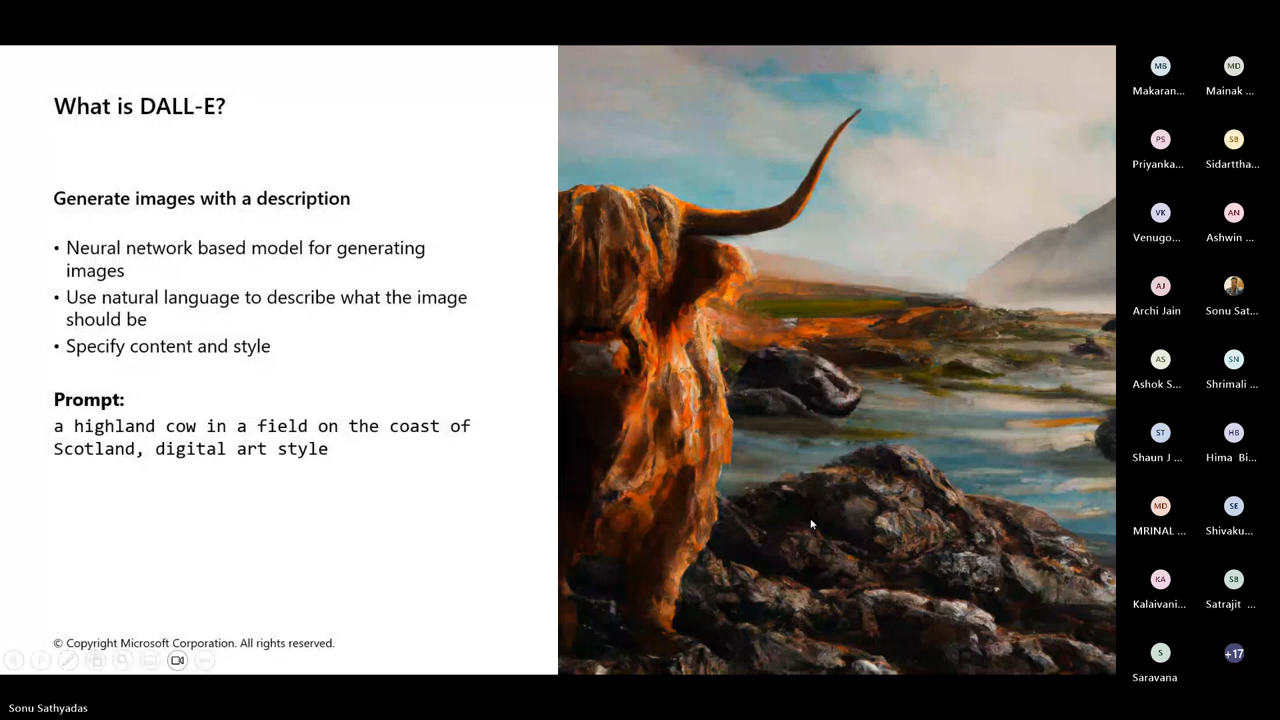 What is DALL-E?
Generate images with a description
• Neural network based model for generating
images
• Use natural language to describe what the image
should be
• Specify content and style
Prompt:
a highland cow in a field on the coast of
Scotland, digital art style
© Copyright Microsoft Corporation. All rights reserved.
Sonu Sathyadas
MB
MD
Makaran...
Mainak ...
PS
SB
Priyanka...
Sidarttha...
VK
AN
Venugo...
Ashwin ...
AJ
Archi Jain
Sonu Sat...
AS
SN
Ashok S...
Shrimali ...
ST
HB
Shaun J ...
Hima Bi...
MD
SE
MRINAL ...
Shivaku...
KA
SB
Kalaivani...
Satrajit ...
S
+17
Saravana